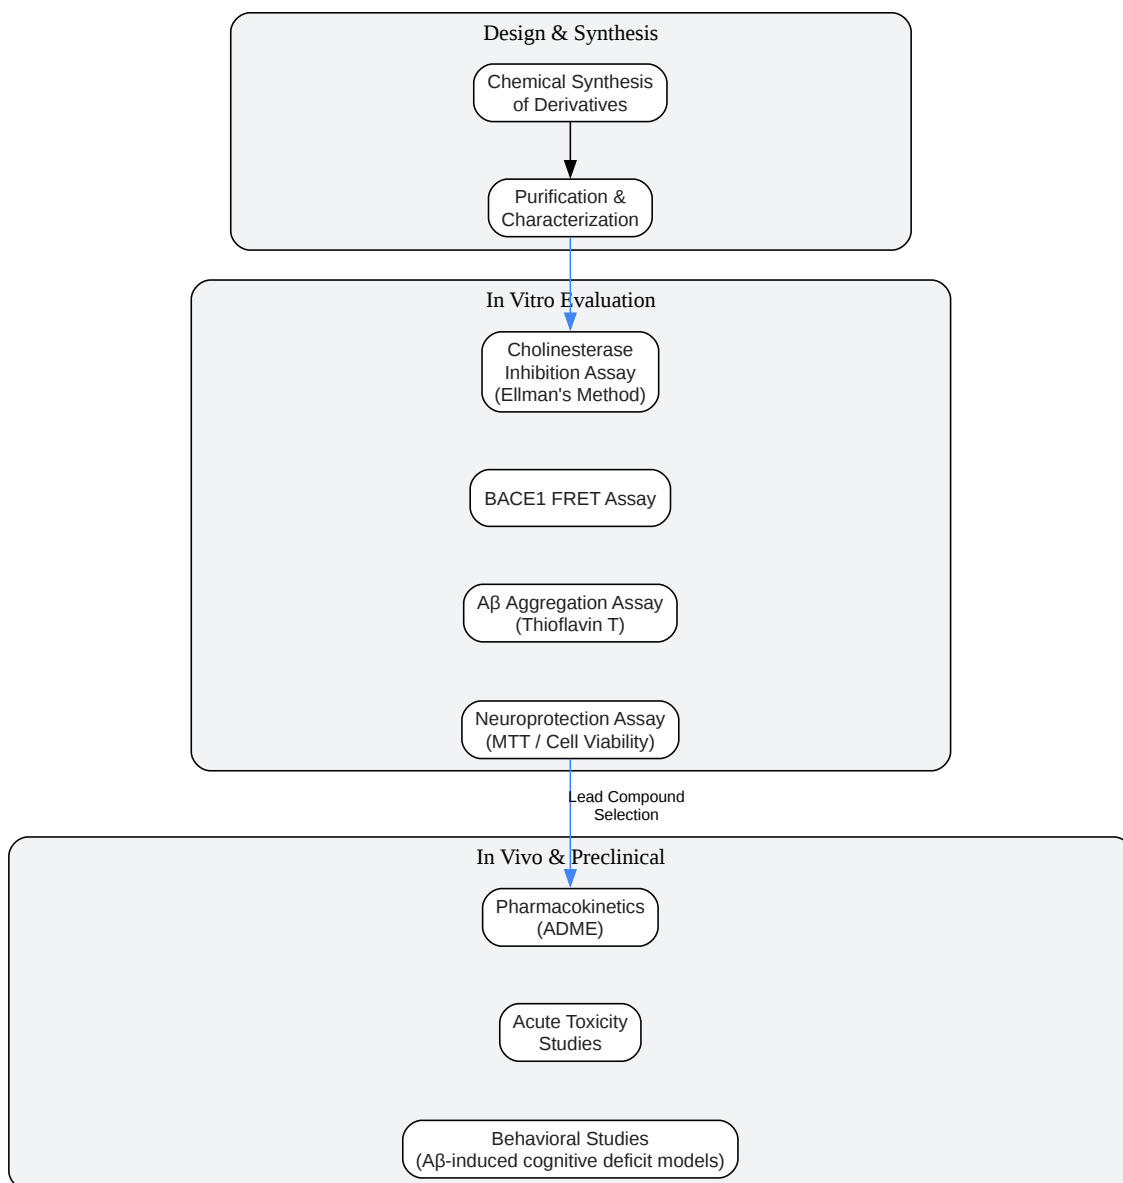 Design & Synthesis
Chemical Synthesis
of Derivatives
Purification &
Characterization
In Vitro Evaluation
Cholinesterase
Inhibition Assay
(Ellman's Method)
BACE1 FRET Assay
Aβ Aggregation Assay
(Thioflavin T)
Neuroprotection Assay
(MTT / Cell Viability)
Lead Compound
Selection
In Vivo & Preclinical
Pharmacokinetics
(ADME)
Acute Toxicity
Studies
Behavioral Studies
(Aβ-induced cognitive deficit models)